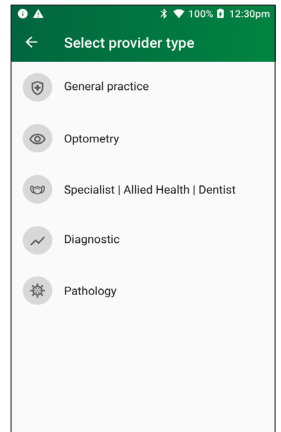 100% 12:30pm
Select provider type
General practice
Optometry
Specialist | Allied Health | Dentist
Diagnostic
Pathology